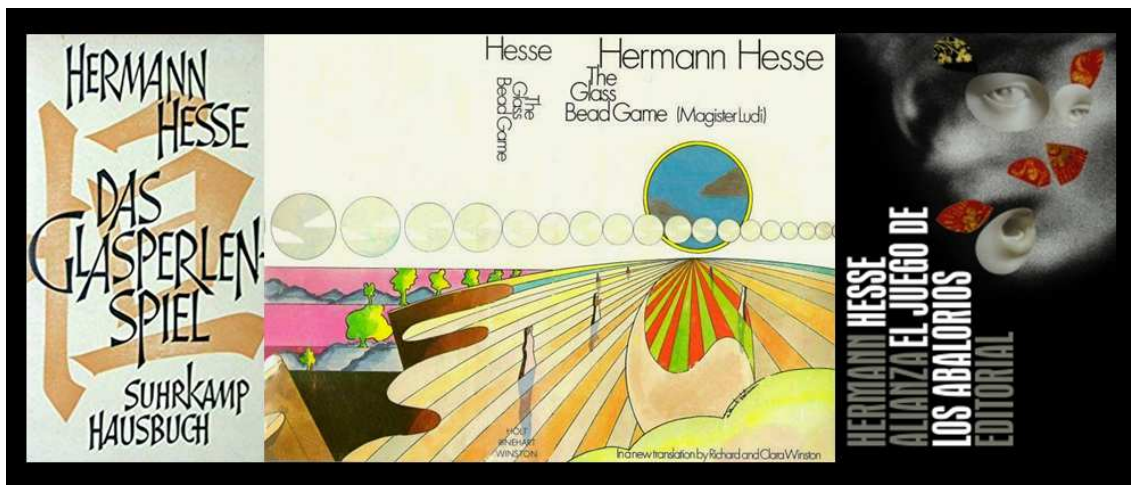 HERMANN
HESSE
DAS
GLASPERLEN-
SPIEL
SUHRKAMP
HAUSBUCH
Hesse
The
Glass
Bead Game
HOLT
RINEHART
WINSTON
Hermann Hesse
The
Glass
Bead Game (Magister Ludi)
In a new translation by Richard and Clara Winston
HERMANN HESSE
ALIANZA EL JUEGO DE
LOS ABALORIOS
EDITORIAL